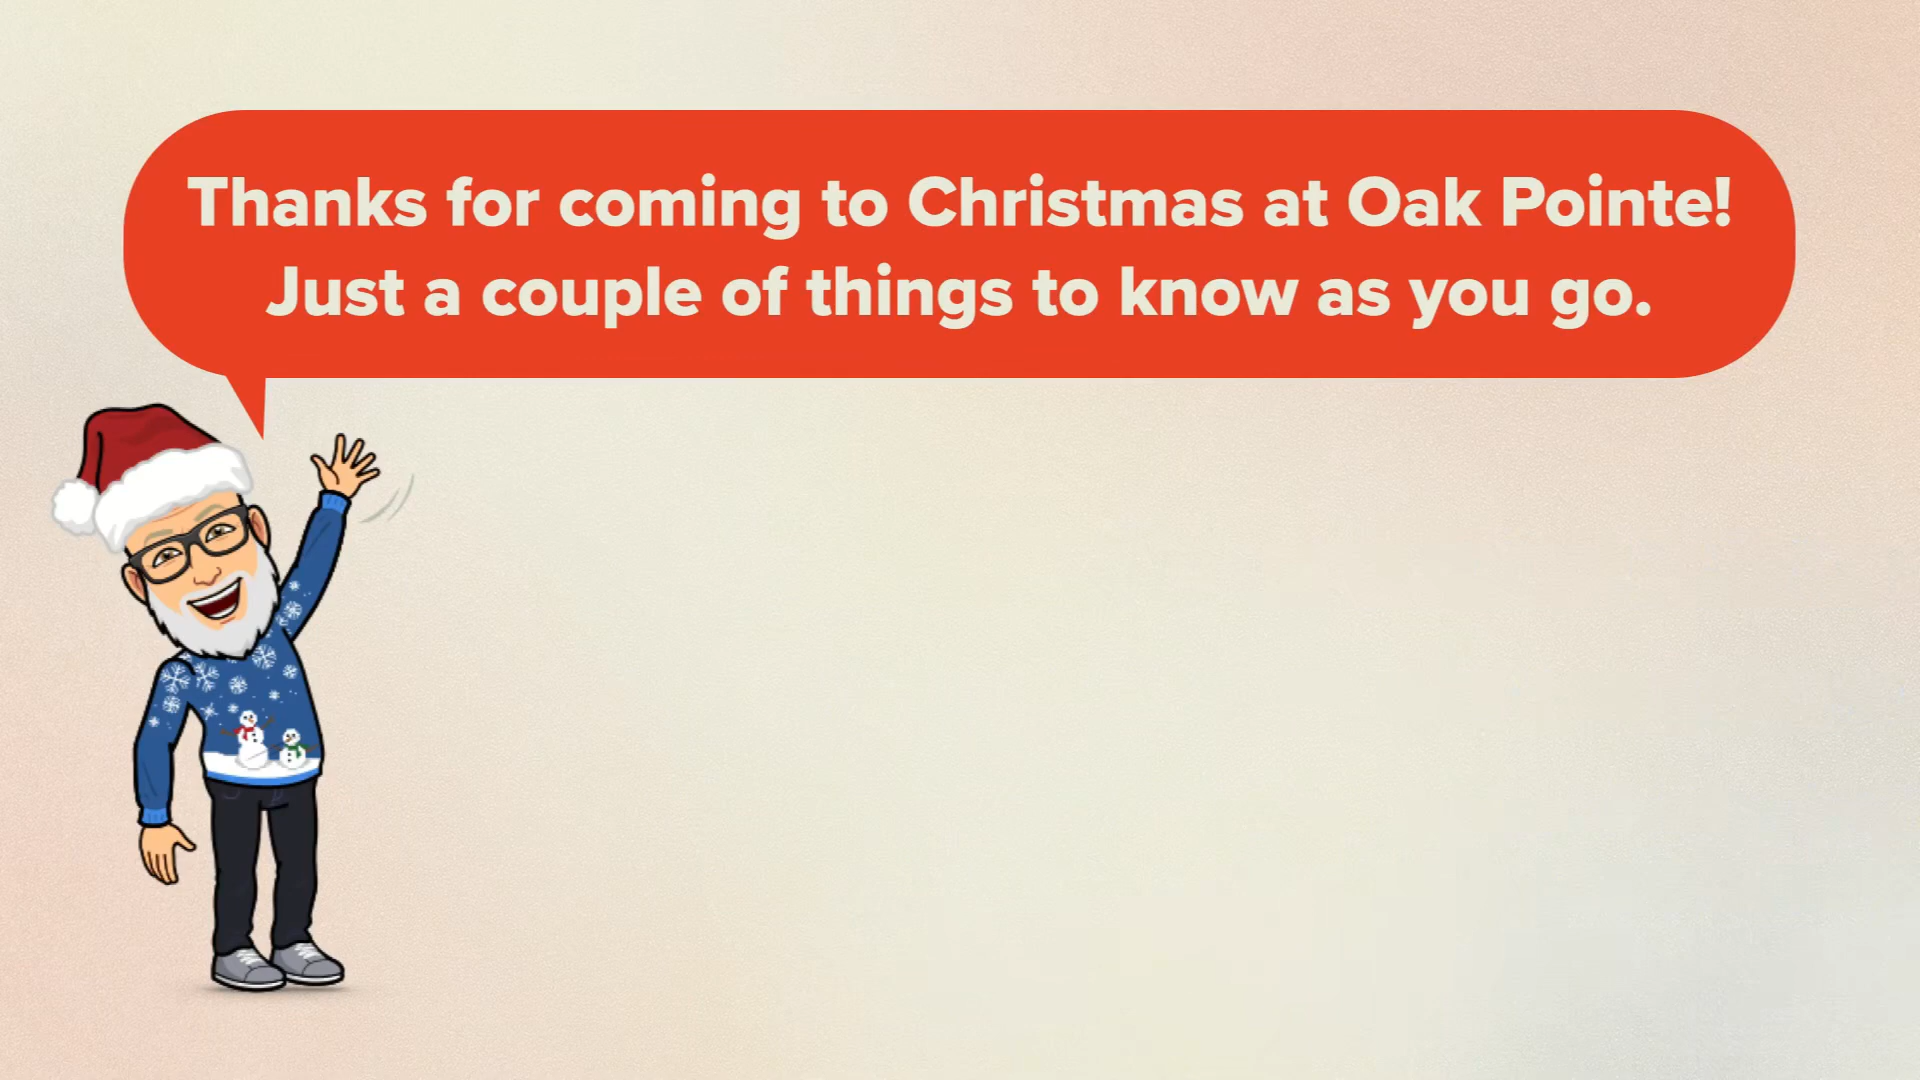 Thanks for coming to Christmas at Oak Pointe!
Just a couple of things to know as you go.